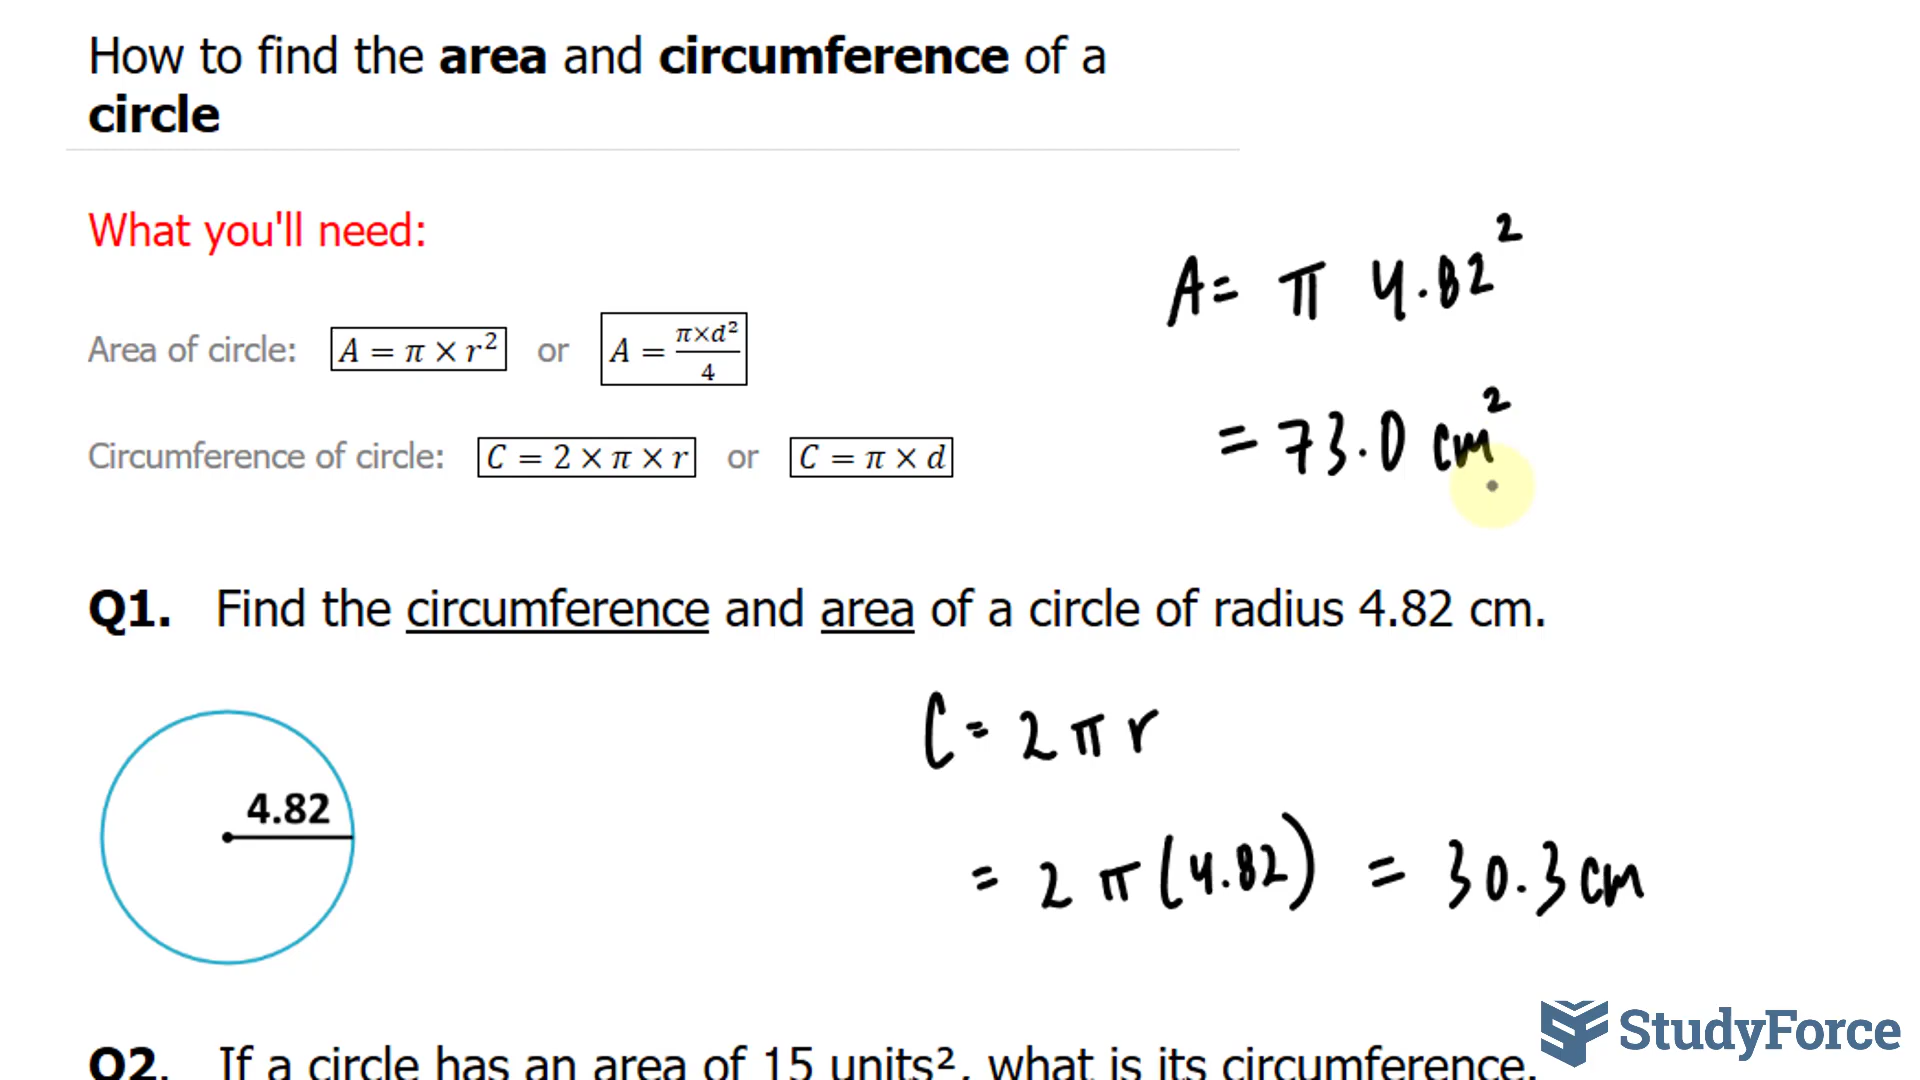 How to find the area and circumference of a
circle
What you'll need:
A = π 4.82²
Area of circle: A = π × r² or A = π×d²/4
= 73.0 cm²
Circumference of circle: C = 2 × π × r or C = π × d
Q1. Find the circumference and area of a circle of radius 4.82 cm.
C = 2 π r
4.82
= 2 π (4.82) = 30.3 cm
StudyForce
Q2. If a circle has an area of 15 units², what is its circumference.